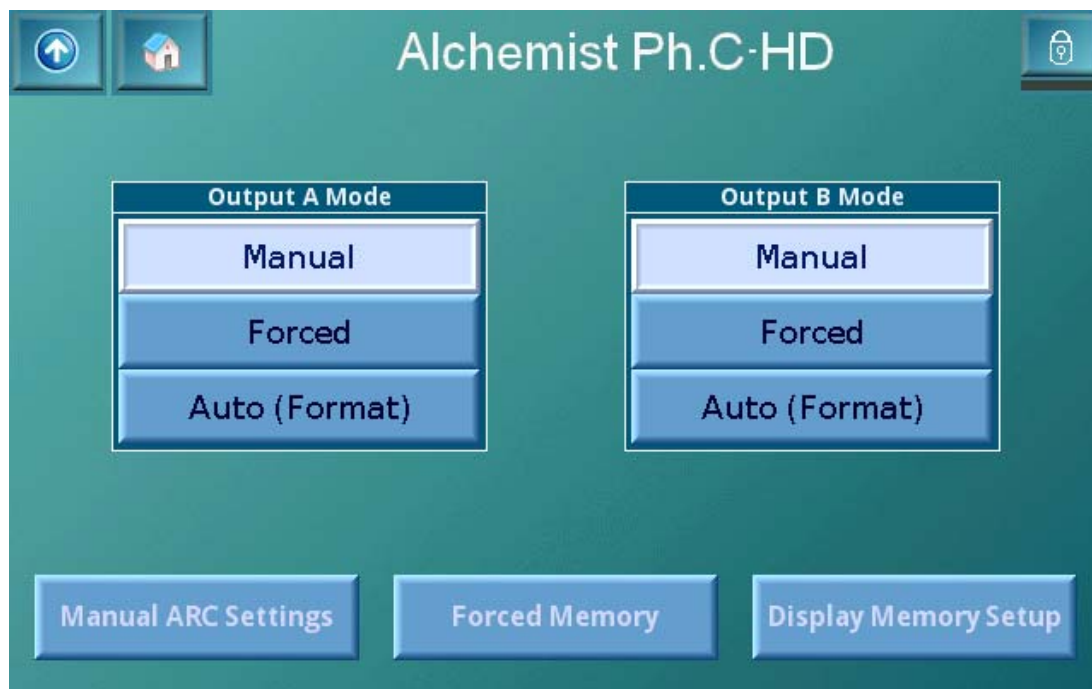 Alchemist Ph.C-HD
Output A Mode
Manual
Forced
Auto (Format)
Output B Mode
Manual
Forced
Auto (Format)
Manual ARC Settings
Forced Memory
Display Memory Setup